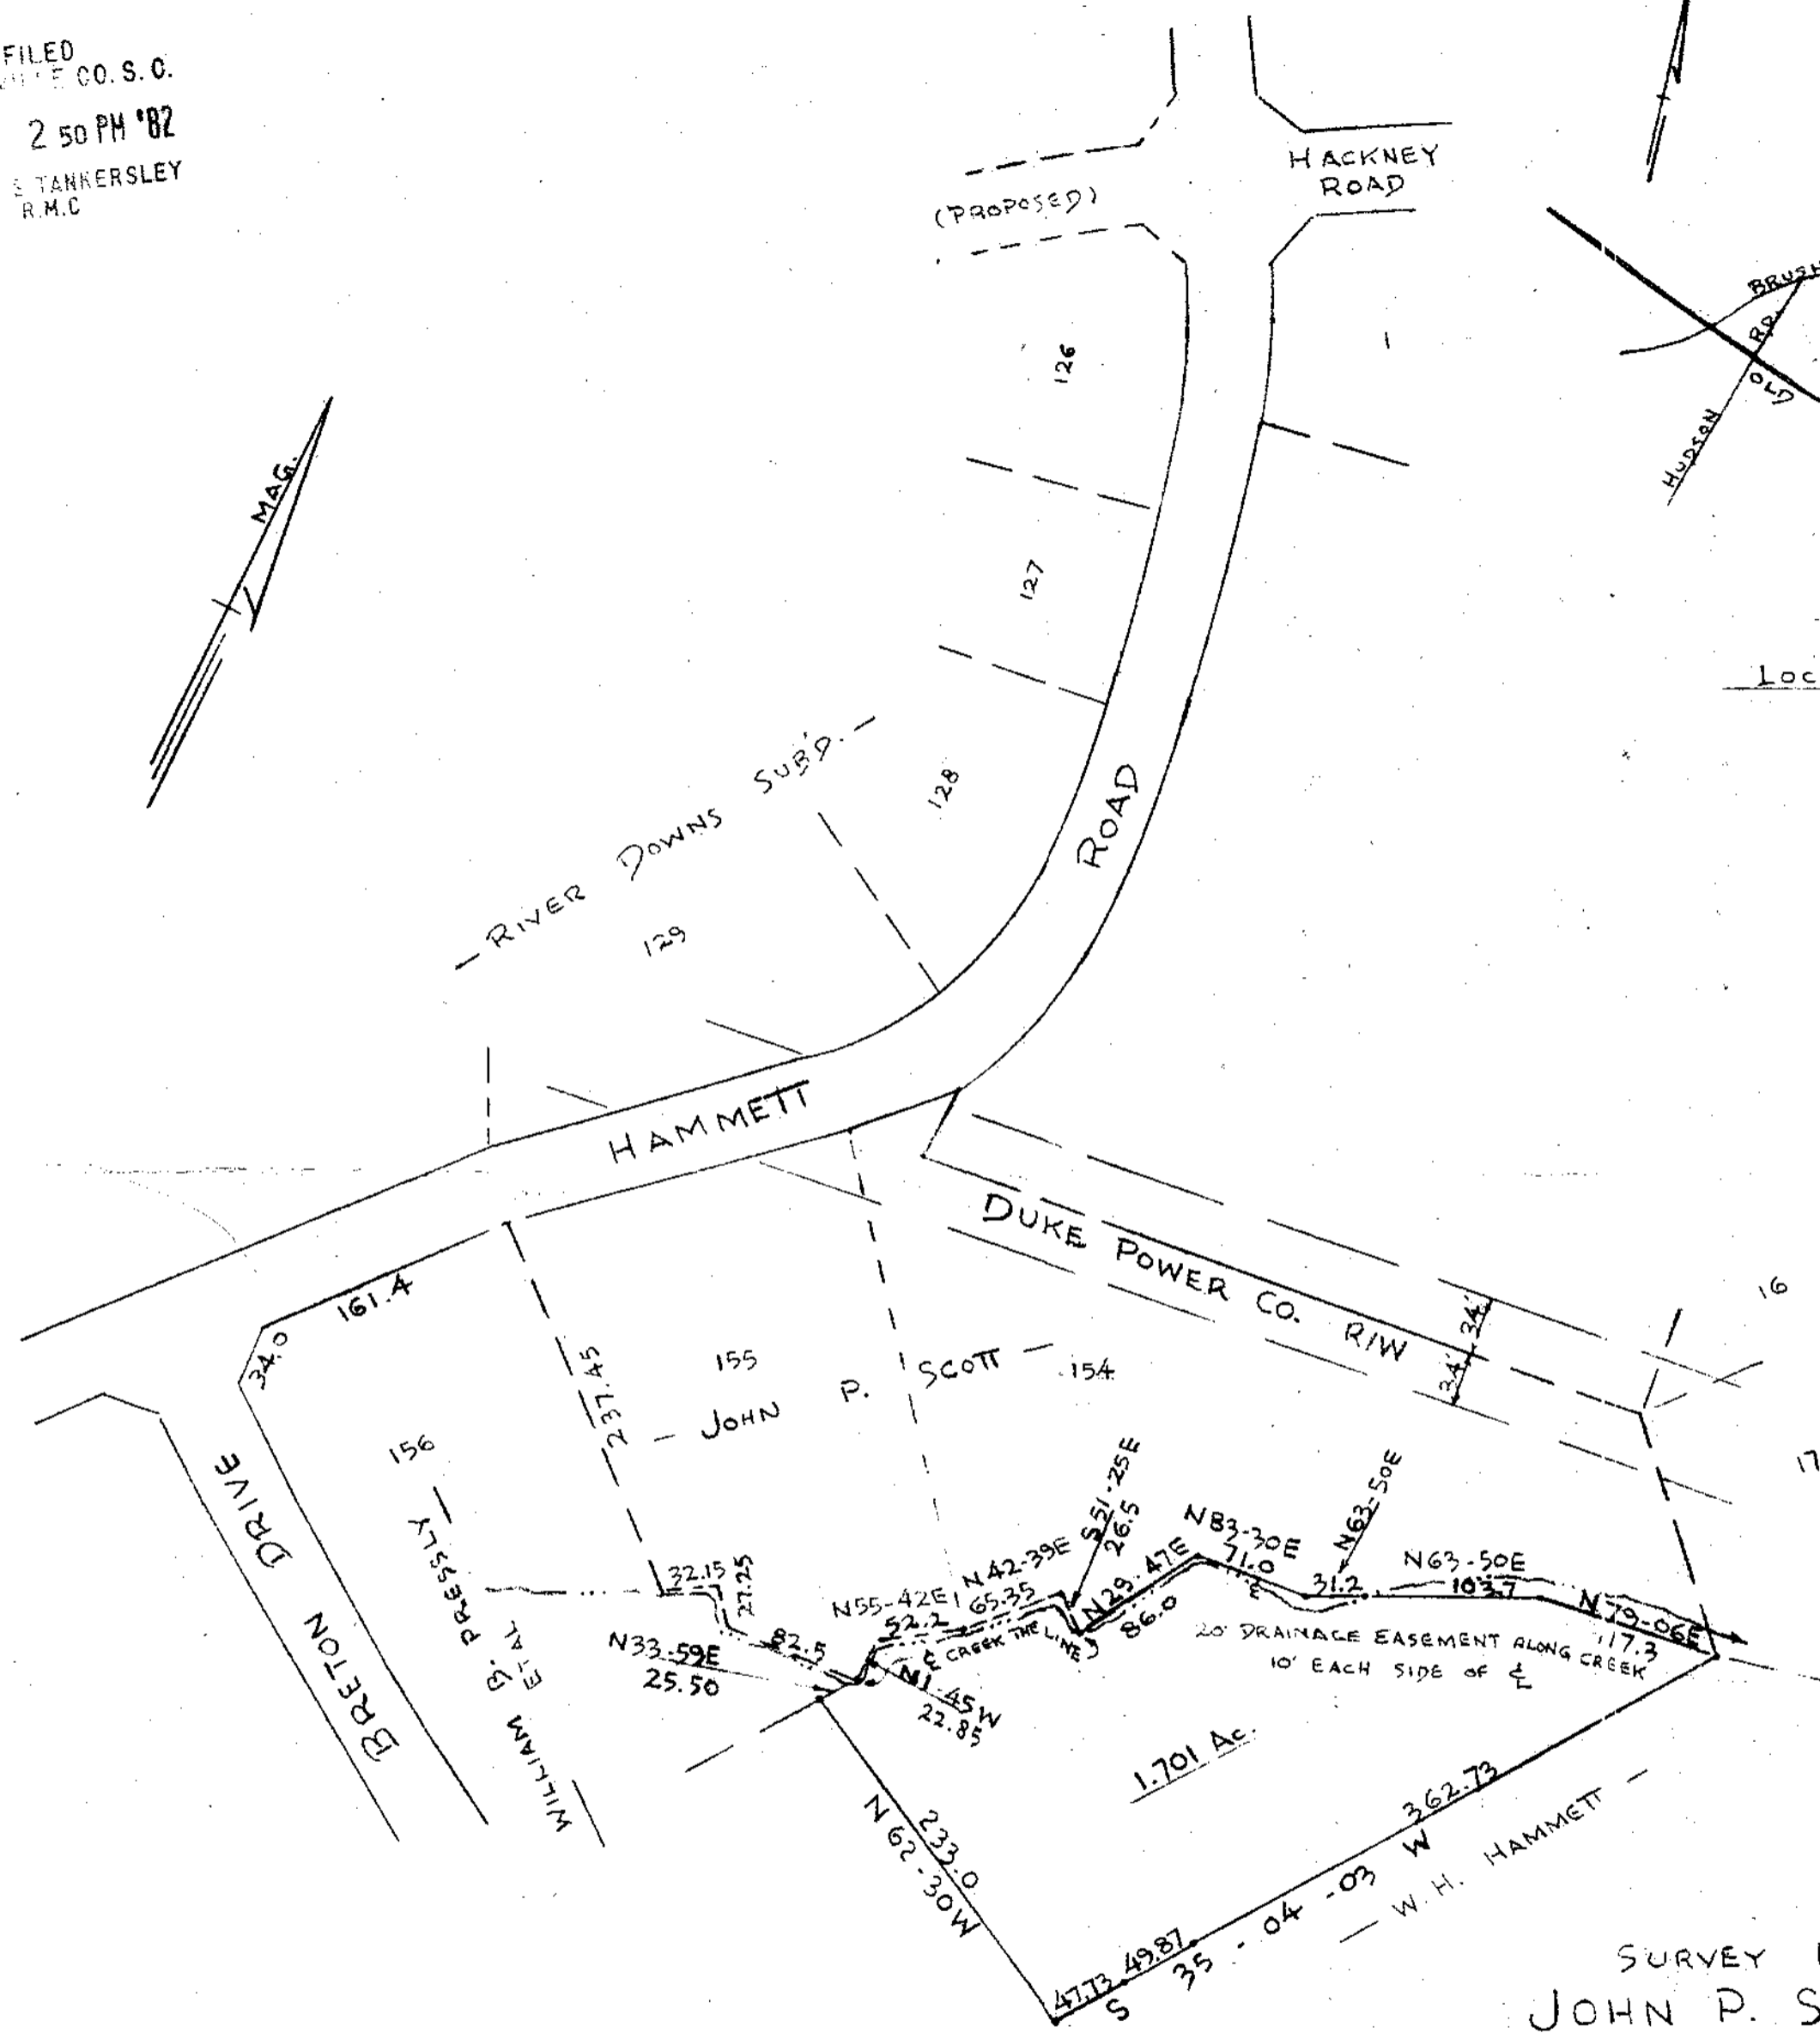 FILED
CO. S. C.
2 50 PM '82
TANKERSLEY
R.M.C
HACKNEY
ROAD
(PROPOSED)
BRUSH
RD.
OLD
HUDSON
MAG.
126
1
127
LOC
128
— RIVER DOWNS SUB'D. —
129
HAMMETT
ROAD
DUKE POWER CO. R/W
34'
34'
16
17
161.4
34.0
237.45
155
154
— JOHN P. SCOTT —
156
BRETON DRIVE
WILLIAM B. PRESSLY —
ET AL
32.15
27.25
82.5
N33-59E
25.50
N1-45W
22.85
N55-42E
52.2
N42-39E
65.35
S51-25E
26.5
N29-47E
86.0
N83-30E
71.0
N63-50E
31.2
N63-50E
103.7
N79-06E
117.3
(℄ CREEK THE LINE)
℄
20' DRAINAGE EASEMENT ALONG CREEK
10' EACH SIDE OF ℄
1.701 Ac.
233.0
N62-30W
47.73
49.87
362.73
S 35-04-03 W
— W. H. HAMMETT —
SURVEY
JOHN P. S